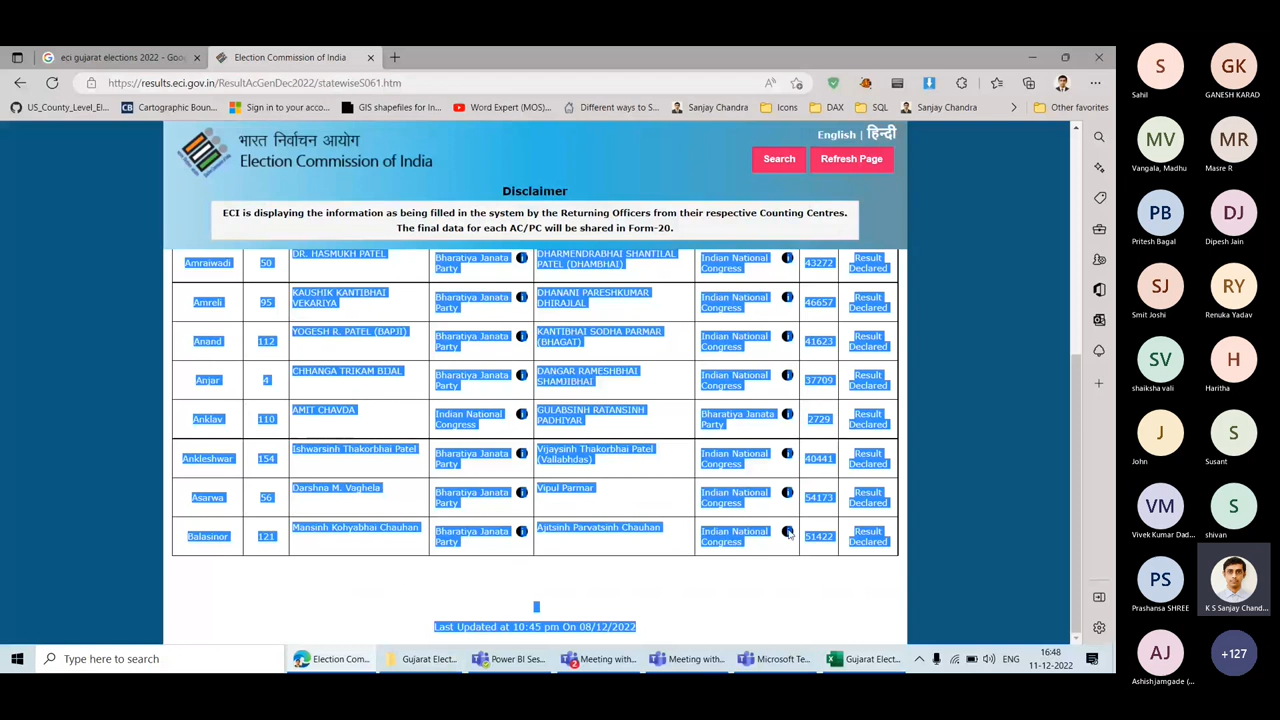 eci gujarat elections 2022 - Goo
Election Commission of India
https://results.eci.gov.in/ResultAcGenDec2022/statewiseS061.htm
US_County_Level_El...
Cartographic Boun...
Sign in to your acco...
GIS shapefiles for In...
Word Expert (MOS)...
Different ways to S...
Sanjay Chandra
Icons
DAX
SQL
Sanjay Chandra
Other favorites
भारत निर्वाचन आयोग
Election Commission of India
English | हिन्दी
Search
Refresh Page
Disclaimer
ECI is displaying the information as being filled in the system by the Returning Officers from their respective Counting Centres.
The final data for each AC/PC will be shared in Form-20.
Amraiwadi 50 DR. HASMUKH PATEL Bharatiya Janata Party i DHARMENDRABHAI SHANTILAL PATEL (DHAMBHAI) Indian National Congress i 43272 Result Declared
Amreli 95 KAUSHIK KANTIBHAI VEKARIYA Bharatiya Janata Party i DHANANI PARESHKUMAR DHIRAJLAL Indian National Congress i 46657 Result Declared
Anand 112 YOGESH R. PATEL (BAPJI) Bharatiya Janata Party i KANTIBHAI SODHA PARMAR (BHAGAT) Indian National Congress i 41623 Result Declared
Anjar 4 CHHANGA TRIKAM BIJAL Bharatiya Janata Party i DANGAR RAMESHBHAI SHAMJIBHAI Indian National Congress i 37709 Result Declared
Anklav 110 AMIT CHAVDA Indian National Congress i GULABSINH RATANSINH PADHIYAR Bharatiya Janata Party i 2729 Result Declared
Ankleshwar 154 Ishwarsinh Thakorbhai Patel Bharatiya Janata Party i Vijaysinh Thakorbhai Patel (Vallabhdas) Indian National Congress i 40441 Result Declared
Asarwa 56 Darshna M. Vaghela Bharatiya Janata Party i Vipul Parmar Indian National Congress i 54173 Result Declared
Balasinor 121 Mansinh Kohyabhai Chauhan Bharatiya Janata Party i Ajitsinh Parvatsinh Chauhan Indian National Congress 51422 Result Declared
Last Updated at 10:45 pm On 08/12/2022
Type here to search
Election Com...
Gujarat Elect...
Power BI Ses...
Meeting with...
Meeting with...
Microsoft Te...
Gujarat Elect...
ENG
16:48
11-12-2022
S
Sahil
GK
GANESH KARAD
MV
Vangala, Madhu
MR
Masre R
PB
Pritesh Bagal
DJ
Dipesh Jain
SJ
Smit Joshi
RY
Renuka Yadav
SV
shaiksha vali
H
Haritha
J
John
S
Susant
VM
Vivek Kumar Dad...
S
shivan
PS
Prashansa SHREE
K S Sanjay Chand...
AJ
Ashish jamgade (...
+127